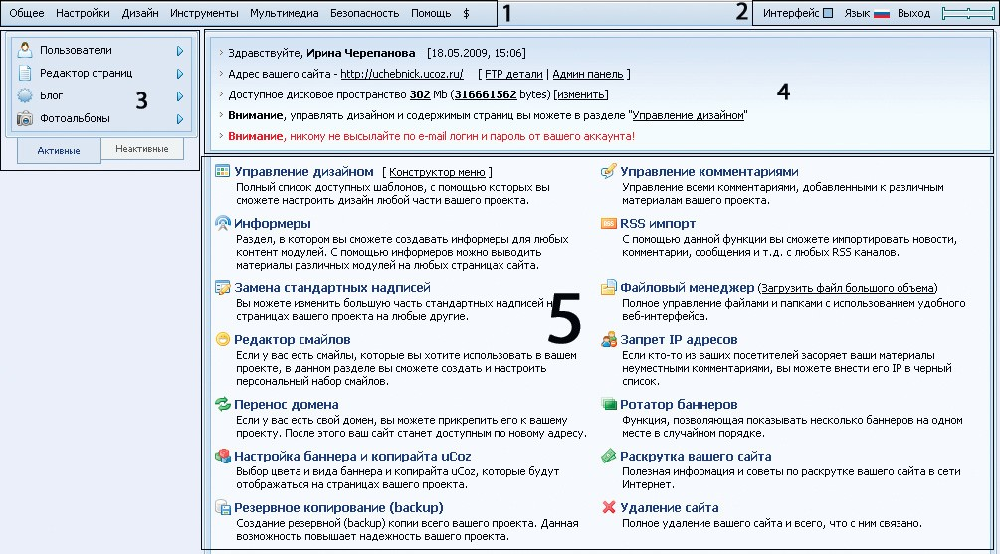 Общее Настройки Дизайн Инструменты Мультимедиа Безопасность Помощь $ 1 2 Интерфейс Язык Выход
Пользователи
Редактор страниц
Блог
3
Фотоальбомы
Активные Неактивные
Здравствуйте, Ирина Черепанова [18.05.2009, 15:06]
Адрес вашего сайта - http://uchebnick.ucoz.ru/ [ FTP детали | Админ панель ]
Доступное дисковое пространство 302 Mb (316661562 bytes) [изменить]
4
Внимание, управлять дизайном и содержимым страниц вы можете в разделе "Управление дизайном"
Внимание, никому не высылайте по e-mail логин и пароль от вашего аккаунта!
Управление дизайном [ Конструктор меню ]
Полный список доступных шаблонов, с помощью которых вы
сможете настроить дизайн любой части вашего проекта.
Информеры
Раздел, в котором вы сможете создавать информеры для любых
контент модулей. С помощью информеров можно выводить
материалы различных модулей на любых страницах сайта.
Замена стандартных надписей
Вы можете изменить большую часть стандартных надписей н
страницах вашего проекта на любые другие.
5
Редактор смайлов
Если у вас есть смайлы, которые вы хотите использовать в вашем
проекте, в данном разделе вы сможете создать и настроить
персональный набор смайлов.
Перенос домена
Если у вас есть свой домен, вы можете прикрепить его к вашему
проекту. После этого ваш сайт станет доступным по новому адресу.
Настройка баннера и копирайта uCoz
Выбор цвета и вида баннера и копирайта uCoz, которые будут
отображаться на страницах вашего проекта.
Резервное копирование (backup)
Создание резервной (backup) копии всего вашего проекта. Данная
возможность повышает надежность вашего проекта.
Управление комментариями
Управление всеми комментариями, добавленными к различным
материалам вашего проекта.
RSS импорт
С помощью данной функции вы сможете импортировать новости,
комментарии, сообщения и т.д. с любых RSS каналов.
Файловый менеджер (Загрузить файл большого объема)
Полное управление файлами и папками с использованием удобного
веб-интерфейса.
Запрет IP адресов
Если кто-то из ваших посетителей засоряет ваши материалы
неуместными комментариями, вы можете внести его IP в черный
список.
Ротатор баннеров
Функция, позволяющая показывать несколько баннеров на одном
месте в случайном порядке.
Раскрутка вашего сайта
Полезная информации и советы по раскрутке вашего сайта в сети
Интернет.
Удаление сайта
Полное удаление вашего сайта и всего, что с ним связано.